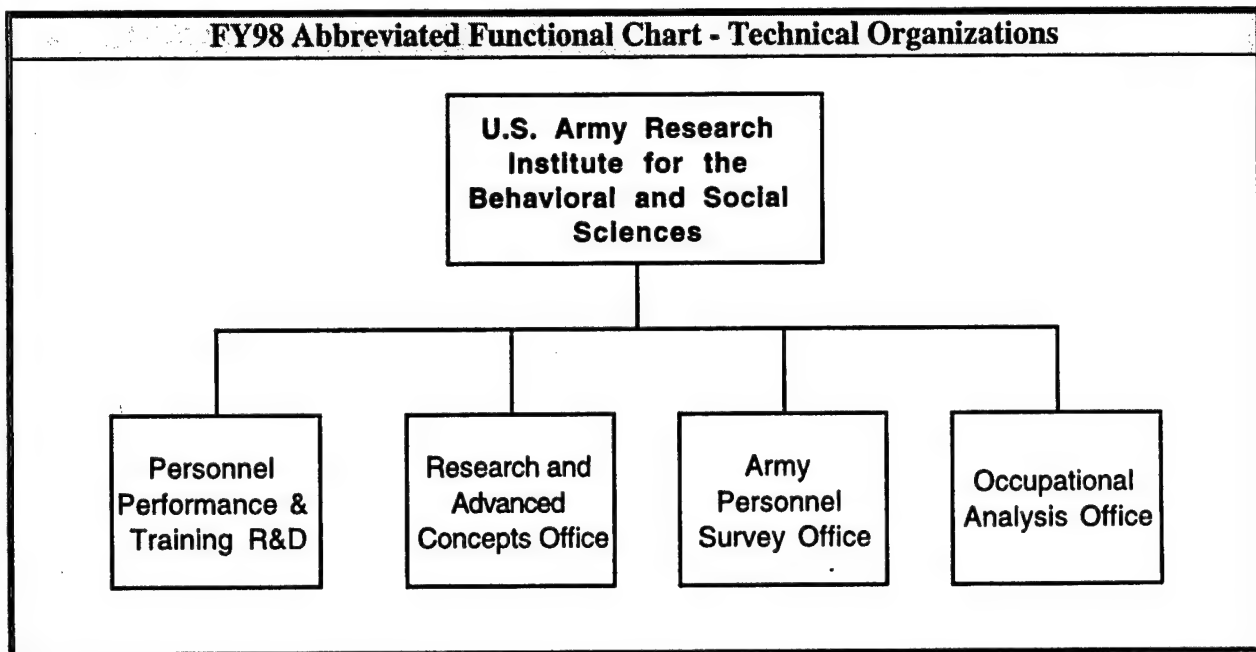 FY98 Abbreviated Functional Chart - Technical Organizations
U.S. Army Research
Institute for the
Behavioral and Social
Sciences
Personnel
Performance &
Training R&D
Research and
Advanced
Concepts Office
Army
Personnel
Survey Office
Occupational
Analysis Office